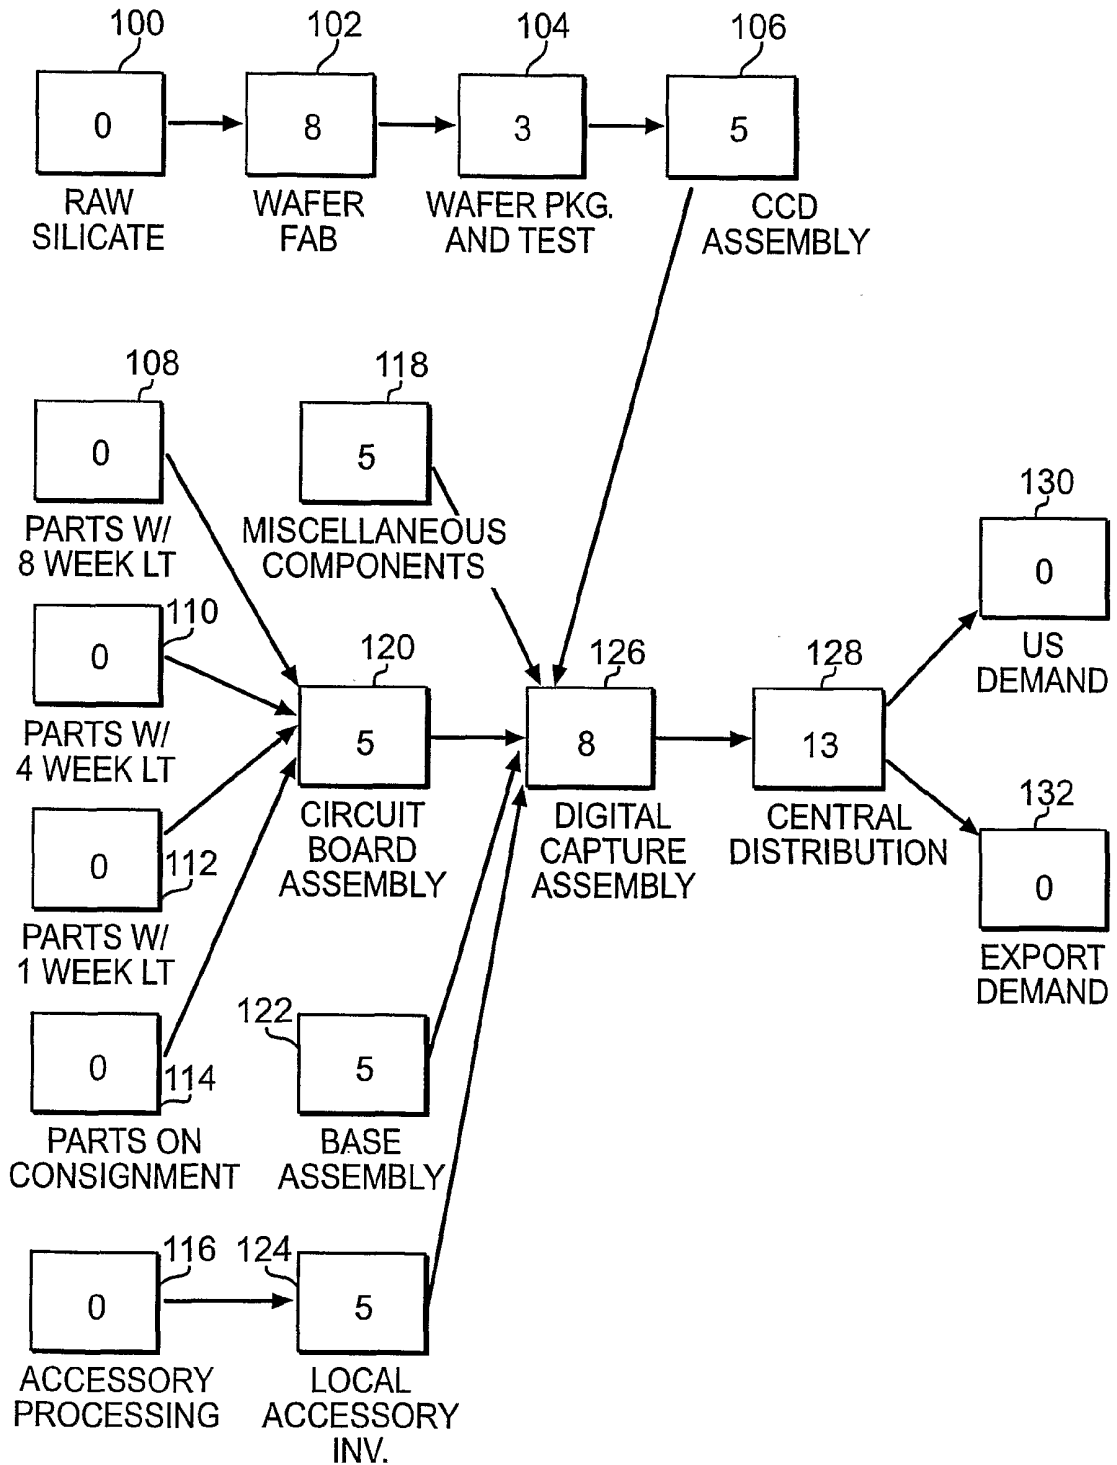 100
102
104
106
0
8
3
5
RAW
SILICATE
WAFER
FAB
WAFER PKG.
AND TEST
CCD
ASSEMBLY
108
0
PARTS W/
8 WEEK LT
118
5
MISCELLANEOUS
COMPONENTS
110
0
PARTS W/
4 WEEK LT
112
0
PARTS W/
1 WEEK LT
114
0
PARTS ON
CONSIGNMENT
120
5
CIRCUIT
BOARD
ASSEMBLY
122
5
BASE
ASSEMBLY
116
0
ACCESSORY
PROCESSING
124
5
LOCAL
ACCESSORY
INV.
126
8
DIGITAL
CAPTURE
ASSEMBLY
128
13
CENTRAL
DISTRIBUTION
130
0
US
DEMAND
132
0
EXPORT
DEMAND